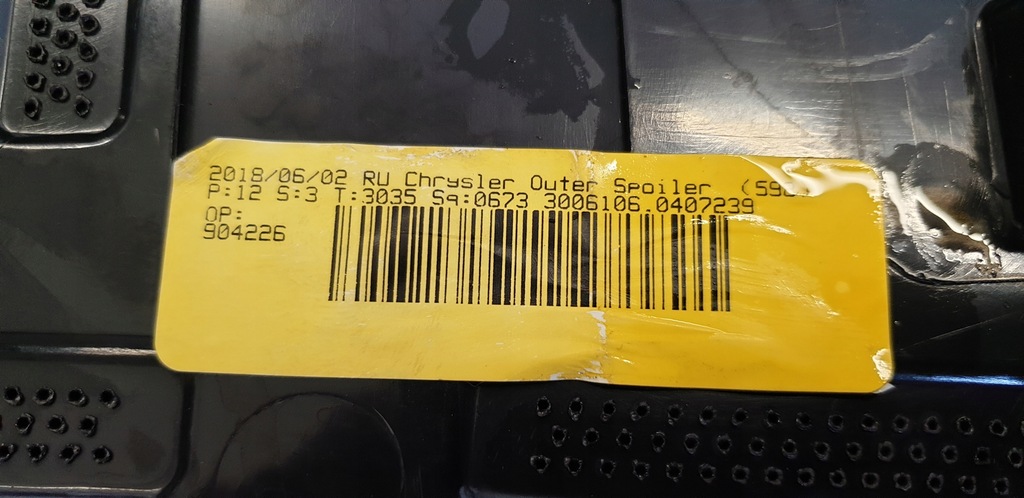 2018/06/02 RU Chrysler Outer Spoiler
P:12 S:3 T:3035 Sq:0673 3006106.0407239
OP:
904226